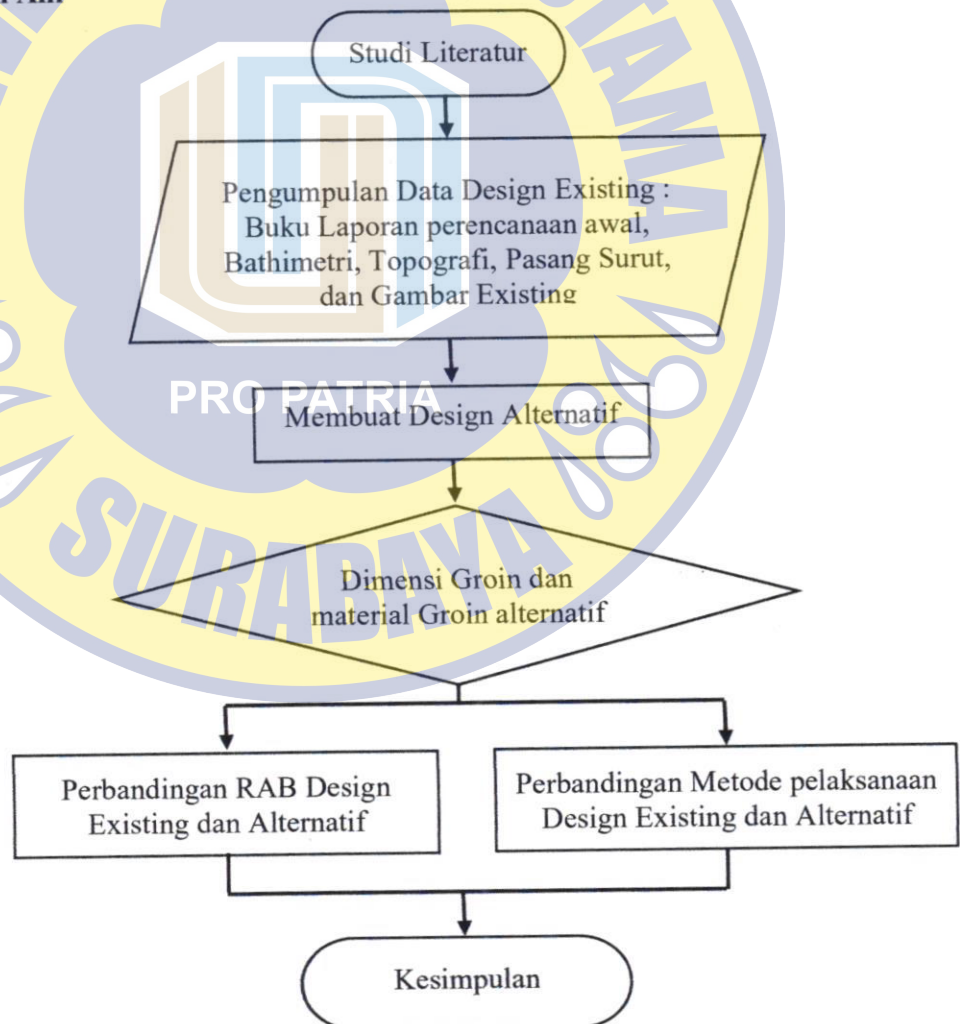 Studi Literatur
Pengumpulan Data Design Existing :
Buku Laporan perencanaan awal,
Bathimetri, Topografi, Pasang Surut,
dan Gambar Existing
PRO PATRIA
Membuat Design Alternatif
SURABAYA
Dimensi Groin dan
material Groin alternatif
Perbandingan RAB Design
Existing dan Alternatif
Perbandingan Metode pelaksanaan
Design Existing dan Alternatif
Kesimpulan